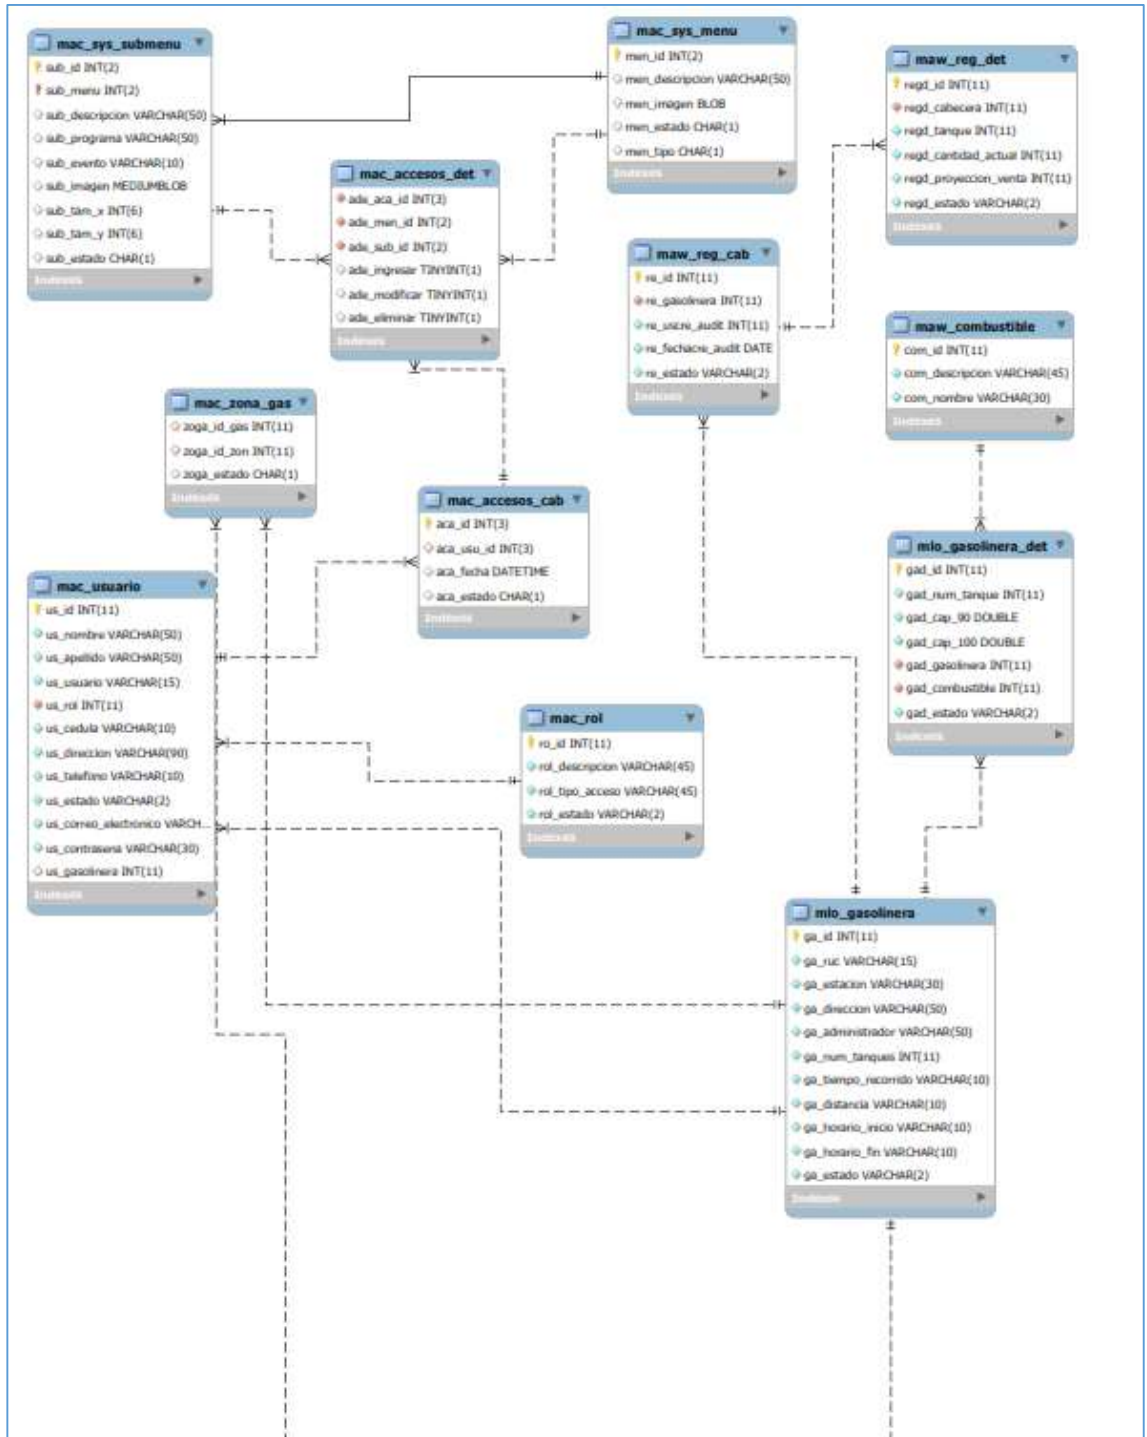 mac_sys_submenu
sub_id INT(2)
sub_menu INT(2)
sub_descripcion VARCHAR(50)
sub_programa VARCHAR(50)
sub_evento VARCHAR(10)
sub_imagen MEDIUMBLOB
sub_tam_x INT(6)
sub_tam_y INT(6)
sub_estado CHAR(1)
Indexes
mac_sys_menu
men_id INT(2)
men_descripcion VARCHAR(50)
men_imagen BLOB
men_estado CHAR(1)
men_tipo CHAR(1)
Indexes
maw_reg_det
regd_id INT(11)
regd_cabecera INT(11)
regd_tanque INT(11)
regd_cantidad_actual INT(11)
regd_proyeccion_venta INT(11)
regd_estado VARCHAR(2)
Indexes
mac_accesos_det
ade_aca_id INT(3)
ade_men_id INT(2)
ade_sub_id INT(2)
ade_ingresar TINYINT(1)
ade_modificar TINYINT(1)
ade_eliminar TINYINT(1)
Indexes
maw_reg_cab
re_id INT(11)
re_gasolinera INT(11)
re_uscre_audit INT(11)
re_fechacre_audit DATE
re_estado VARCHAR(2)
Indexes
maw_combustible
com_id INT(11)
com_descripcion VARCHAR(45)
com_nombre VARCHAR(30)
Indexes
mac_zona_gas
zoga_id_gas INT(11)
zoga_id_zon INT(11)
zoga_estado CHAR(1)
Indexes
mac_accesos_cab
aca_id INT(3)
aca_usu_id INT(3)
aca_fecha DATETIME
aca_estado CHAR(1)
Indexes
mlo_gasolinera_det
gad_id INT(11)
gad_num_tanque INT(11)
gad_cap_90 DOUBLE
gad_cap_100 DOUBLE
gad_gasolinera INT(11)
gad_combustible INT(11)
gad_estado VARCHAR(2)
Indexes
mac_usuario
us_id INT(11)
us_nombre VARCHAR(50)
us_apellido VARCHAR(50)
us_usuario VARCHAR(15)
us_rol INT(11)
us_cedula VARCHAR(10)
us_direccion VARCHAR(90)
us_telefono VARCHAR(10)
us_estado VARCHAR(2)
us_correo_electronico VARCH...
us_contrasena VARCHAR(30)
us_gasolinera INT(11)
Indexes
mac_rol
ro_id INT(11)
rol_descripcion VARCHAR(45)
rol_tipo_acceso VARCHAR(45)
rol_estado VARCHAR(2)
Indexes
mlo_gasolinera
ga_id INT(11)
ga_ruc VARCHAR(15)
ga_estacion VARCHAR(30)
ga_direccion VARCHAR(50)
ga_administrador VARCHAR(50)
ga_num_tanques INT(11)
ga_tiempo_recorrido VARCHAR(10)
ga_distancia VARCHAR(10)
ga_horario_inicio VARCHAR(10)
ga_horario_fin VARCHAR(10)
ga_estado VARCHAR(2)
Indexes